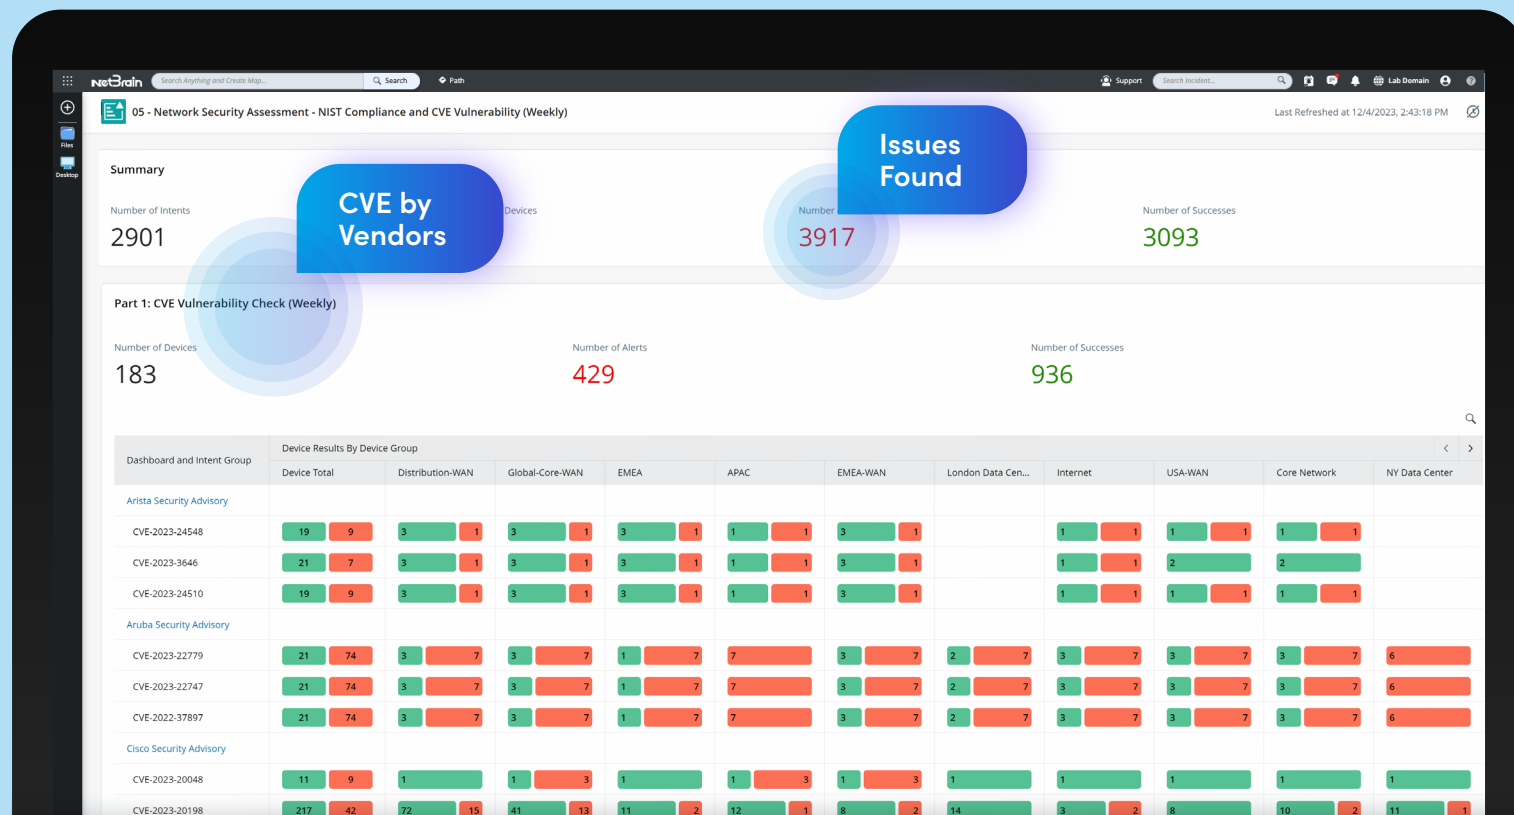 NetBrain Search Anything and Create Map... Search Path Support Search Incident... Lab Domain
05 - Network Security Assessment - NIST Compliance and CVE Vulnerability (Weekly) Last Refreshed at 12/4/2023, 2:43:18 PM
Files
Desktop
Summary
CVE by
Vendors
Issues
Found
Number of Intents Devices Number Number of Successes
2901 3917 3093
Part 1: CVE Vulnerability Check (Weekly)
Number of Devices Number of Alerts Number of Successes
183 429 936
Dashboard and Intent Group Device Results By Device Group
Device Total Distribution-WAN Global-Core-WAN EMEA APAC EMEA-WAN London Data Cen... Internet USA-WAN Core Network NY Data Center
Arista Security Advisory
CVE-2023-24548 19 9 3 1 3 1 3 1 1 1 3 1 1 1 1 1 1 1
CVE-2023-3646 21 7 3 1 3 1 3 1 1 1 3 1 1 1 2 2
CVE-2023-24510 19 9 3 1 3 1 3 1 1 1 3 1 1 1 1 1 1 1
Aruba Security Advisory
CVE-2023-22779 21 74 3 7 3 7 1 7 7 3 7 2 7 3 7 3 7 3 7 6
CVE-2023-22747 21 74 3 7 3 7 1 7 7 3 7 2 7 3 7 3 7 3 7 6
CVE-2022-37897 21 74 3 7 3 7 1 7 7 3 7 2 7 3 7 3 7 3 7 6
Cisco Security Advisory
CVE-2023-20048 11 9 1 1 3 1 1 3 1 3 1 1 1 1 1
CVE-2023-20198 217 42 72 15 41 13 11 2 12 1 8 2 14 3 2 8 10 2 11 1